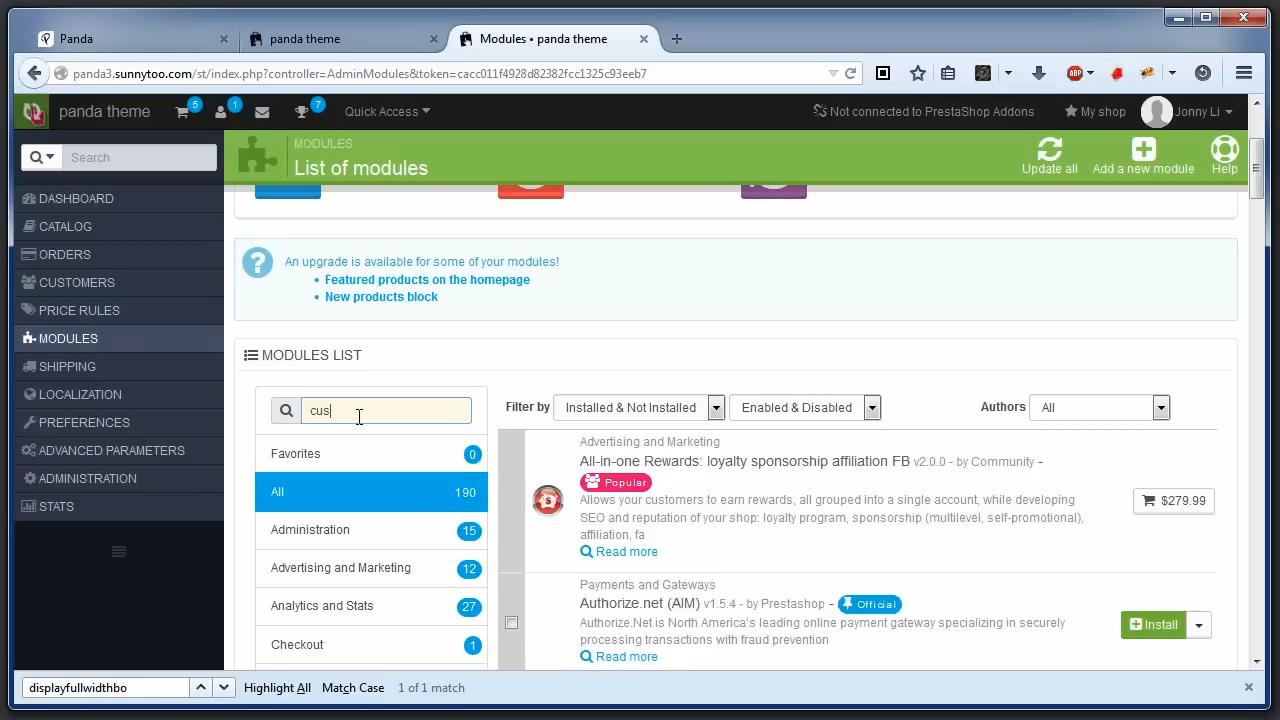 Panda
panda theme
Modules • panda theme
panda3.sunnytoo.com/st/index.php?controller=AdminModules&token=cacc011f4928d82382fcc1325c93eeb7
ABP
panda theme
5
1
7
Quick Access
Not connected to PrestaShop Addons
My shop
Jonny Li
Search
MODULES
List of modules
Update all
Add a new module
Help
DASHBOARD
CATALOG
ORDERS
CUSTOMERS
PRICE RULES
MODULES
SHIPPING
LOCALIZATION
PREFERENCES
ADVANCED PARAMETERS
ADMINISTRATION
STATS
An upgrade is available for some of your modules!
• Featured products on the homepage
• New products block
MODULES LIST
cus
Favorites 0
All 190
Administration 15
Advertising and Marketing 12
Analytics and Stats 27
Checkout 1
Filter by Installed & Not Installed Enabled & Disabled Authors All
Advertising and Marketing
All-in-one Rewards: loyalty sponsorship affiliation FB v2.0.0 - by Community -
Popular
Allows your customers to earn rewards, all grouped into a single account, while developing
SEO and reputation of your shop: loyalty program, sponsorship (multilevel, self-promotional),
affiliation, fa
Read more
$279.99
Payments and Gateways
Authorize.net (AIM) v1.5.4 - by Prestashop - Official
Authorize.Net is North America's leading online payment gateway specializing in securely
processing transactions with fraud prevention
Read more
Install
displayfullwidthbo
Highlight All Match Case 1 of 1 match